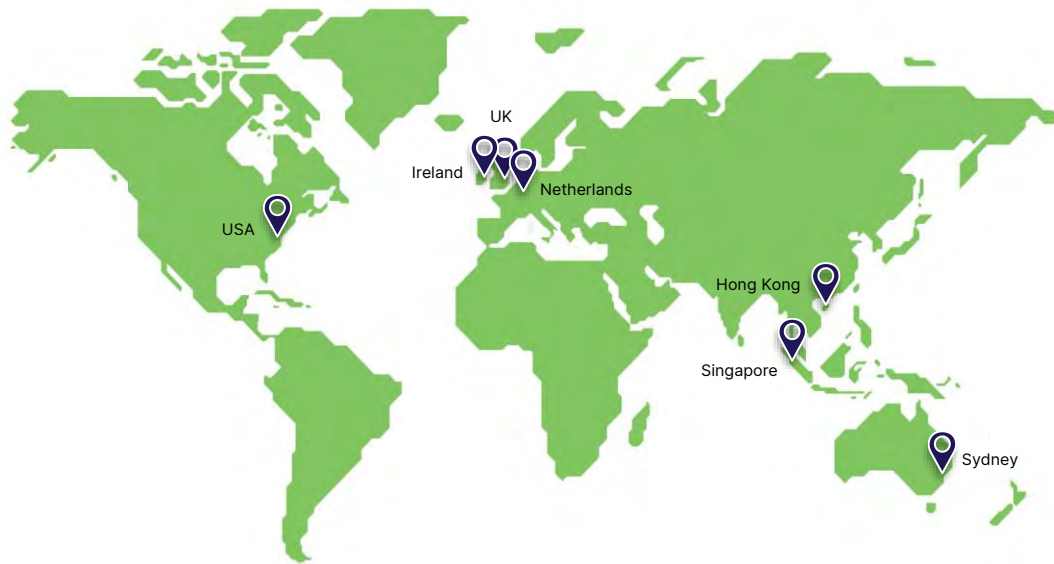 UK
Ireland
Netherlands
USA
Hong Kong
Singapore
Sydney